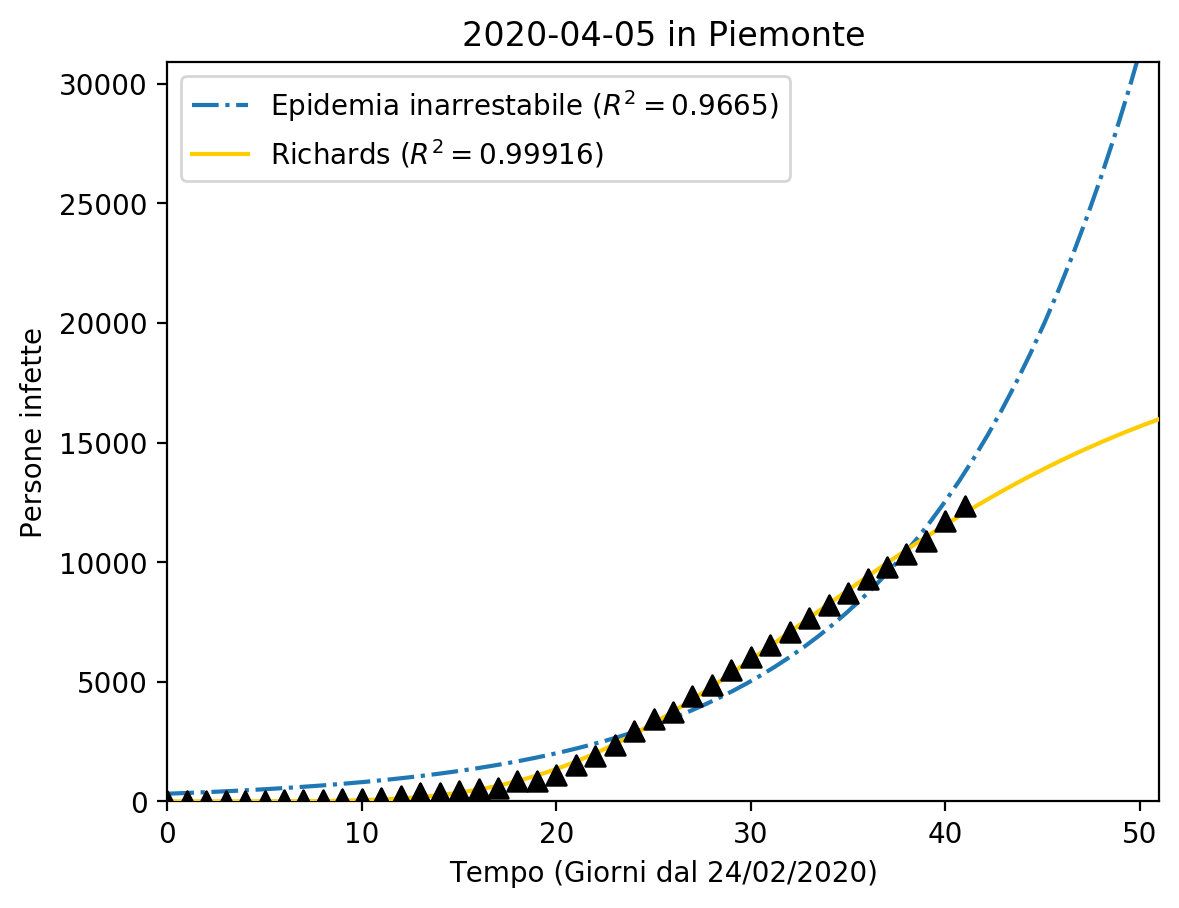 2020-04-05 in Piemonte
Epidemia inarrestabile (R² = 0.9665)
Richards (R² = 0.99916)
30000
25000
20000
15000
10000
5000
0
Persone infette
0 10 20 30 40 50
Tempo (Giorni dal 24/02/2020)